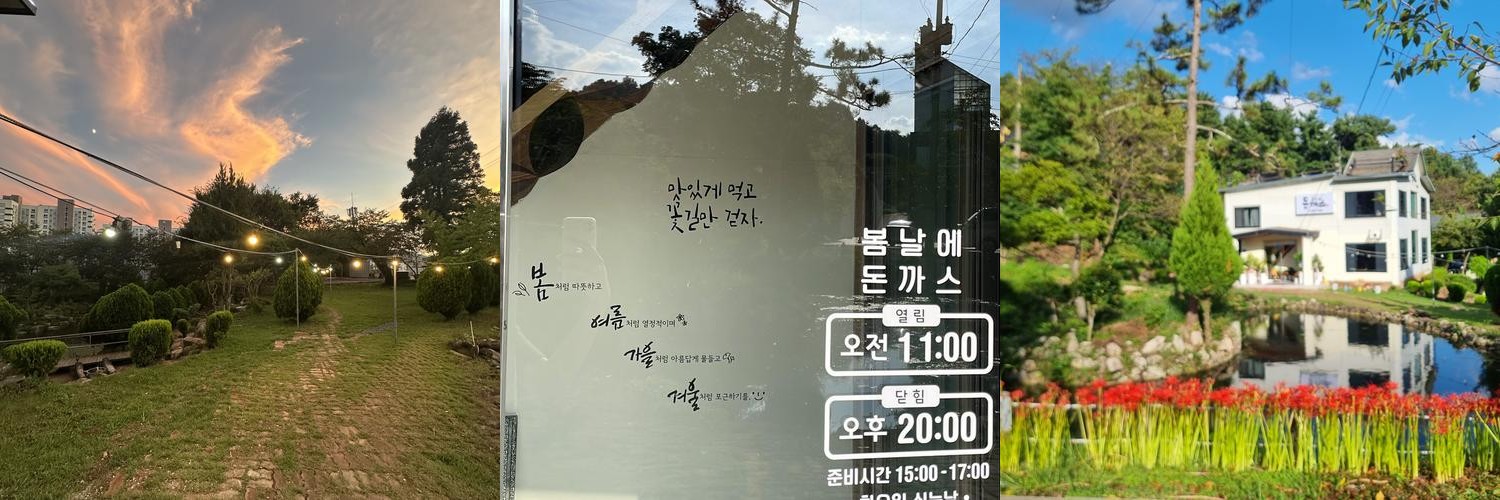 맛있게 먹고
꽃길만 걷자.
봄처럼 따뜻하고
여름처럼 열정적이며
가을처럼 아름답게 물들고
겨울처럼 포근하기를.
봄날에
돈까스
열림
오전 11:00
닫힘
오후 20:00
준비시간 15:00-17:00